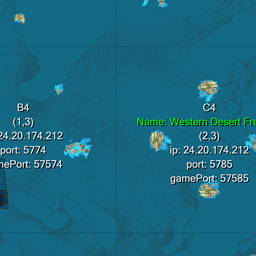 B4
(1,3)
24.20.174.212
port: 5774
mePort: 57574
C4
Name: Western Desert Fre
(2,3)
ip: 24.20.174.212
port: 5785
gamePort: 57585